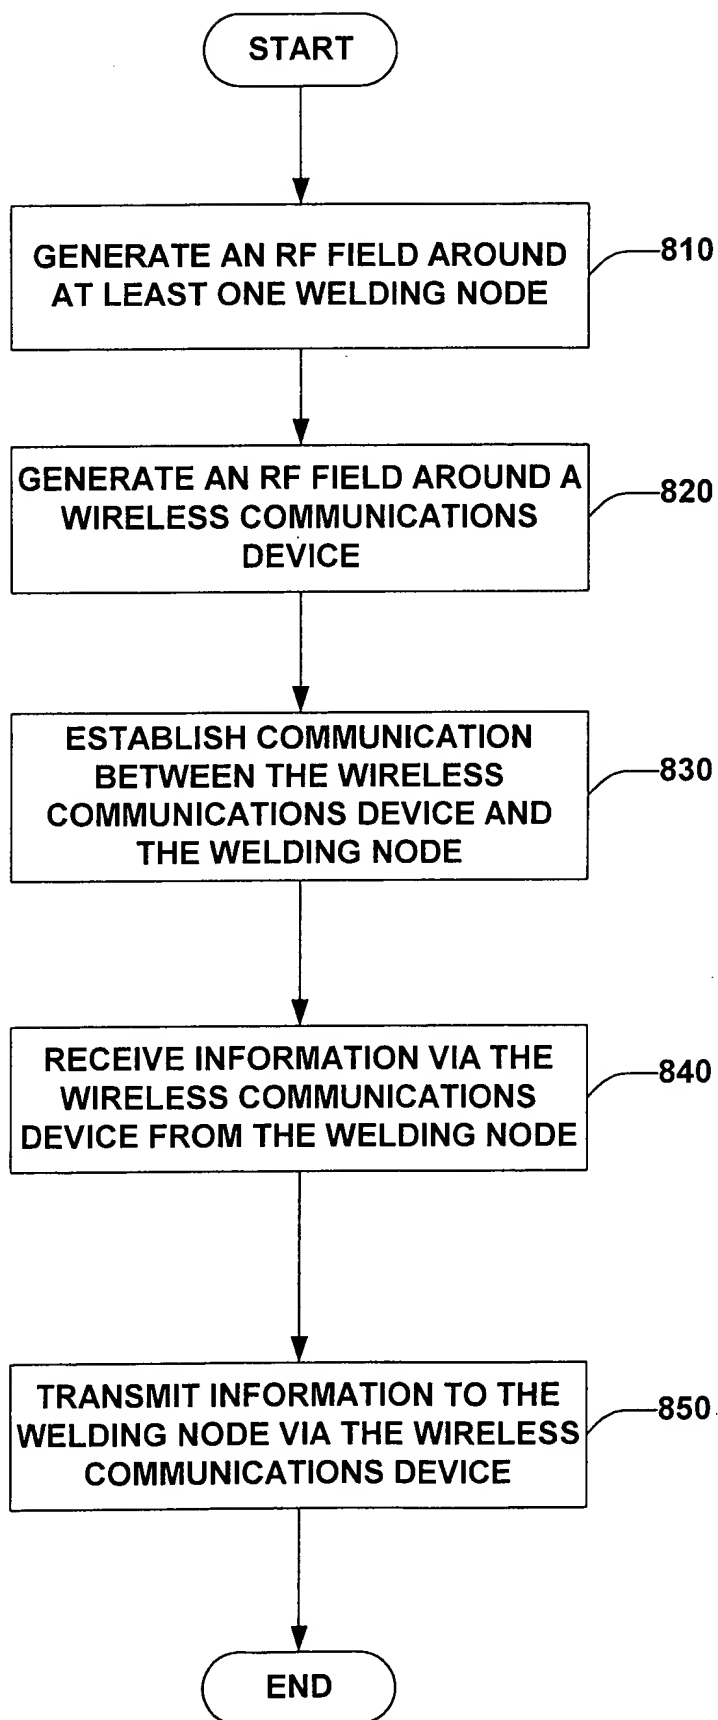 START
GENERATE AN RF FIELD AROUND
AT LEAST ONE WELDING NODE
810
GENERATE AN RF FIELD AROUND A
WIRELESS COMMUNICATIONS
DEVICE
820
ESTABLISH COMMUNICATION
BETWEEN THE WIRELESS
COMMUNICATIONS DEVICE AND
THE WELDING NODE
830
RECEIVE INFORMATION VIA THE
WIRELESS COMMUNICATIONS
DEVICE FROM THE WELDING NODE
840
TRANSMIT INFORMATION TO THE
WELDING NODE VIA THE WIRELESS
COMMUNICATIONS DEVICE
850
END